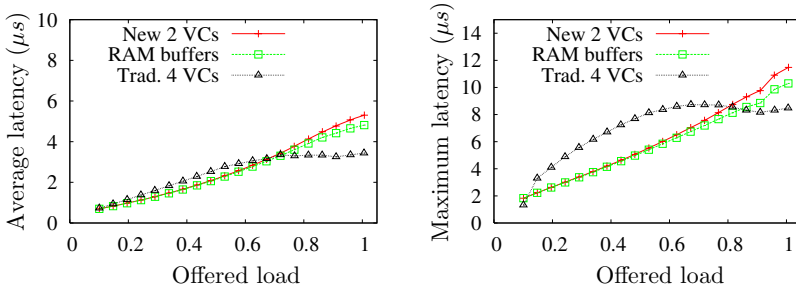 Average latency (μs)
10
8
6
4
2
0
New 2 VCs
RAM buffers
Trad. 4 VCs
0 0.2 0.4 0.6 0.8 1
Offered load
Maximum latency (μs)
14
12
10
8
6
4
2
0
New 2 VCs
RAM buffers
Trad. 4 VCs
0 0.2 0.4 0.6 0.8 1
Offered load